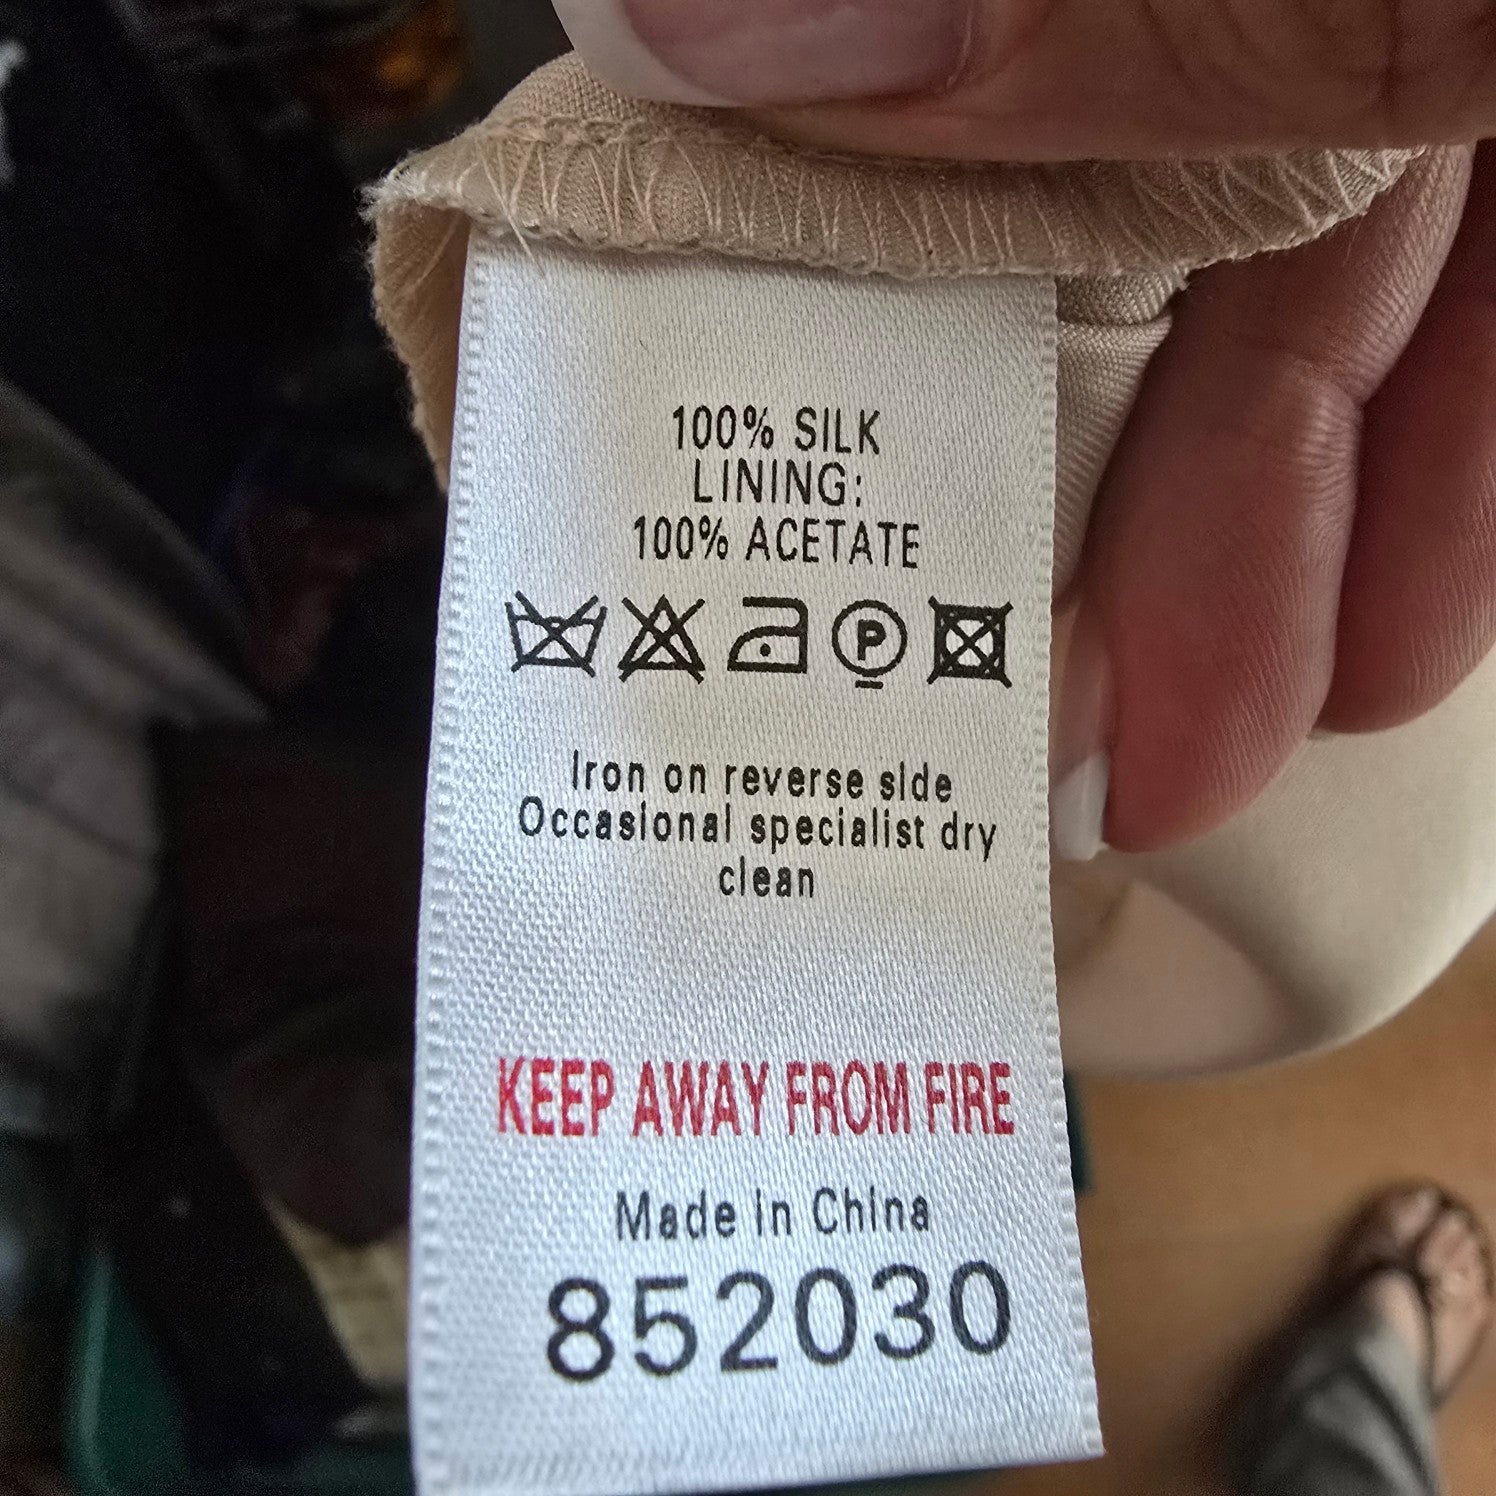 100% SILK
LINING:
100% ACETATE
P
Iron on reverse side
Occasional specialist dry
clean
KEEP AWAY FROM FIRE
Made in China
852030